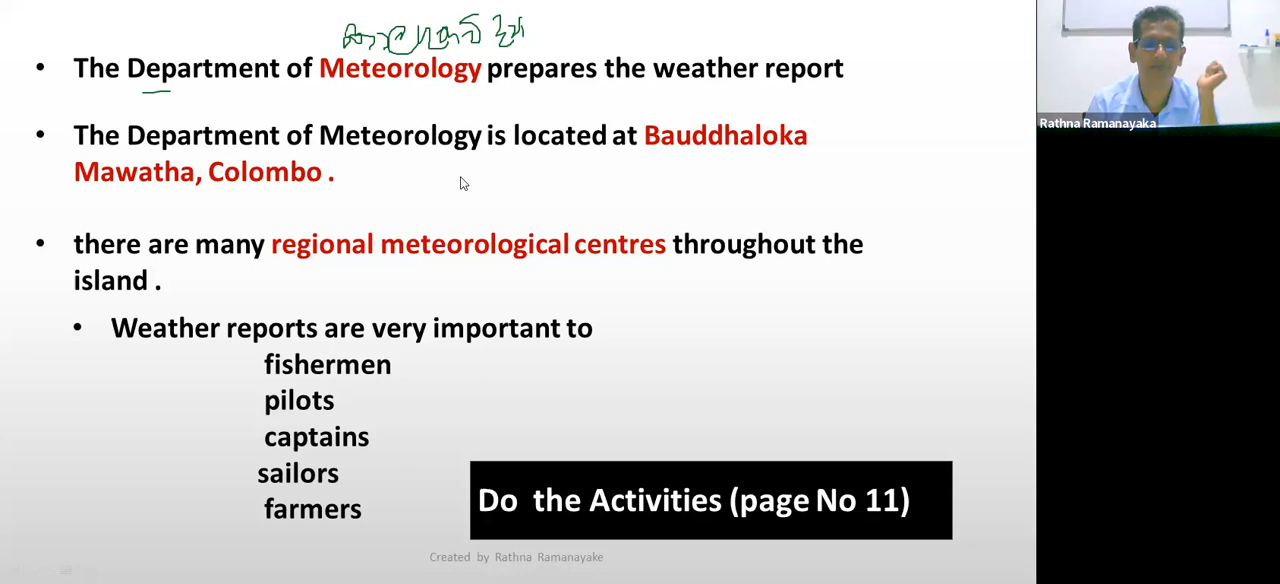 • The Department of Meteorology prepares the weather report
• The Department of Meteorology is located at Bauddhaloka
Mawatha, Colombo .
• there are many regional meteorological centres throughout the
island .
• Weather reports are very important to
fishermen
pilots
captains
sailors
farmers
Do the Activities (page No 11)
Created by Rathna Ramanayake
Rathna Ramanayaka